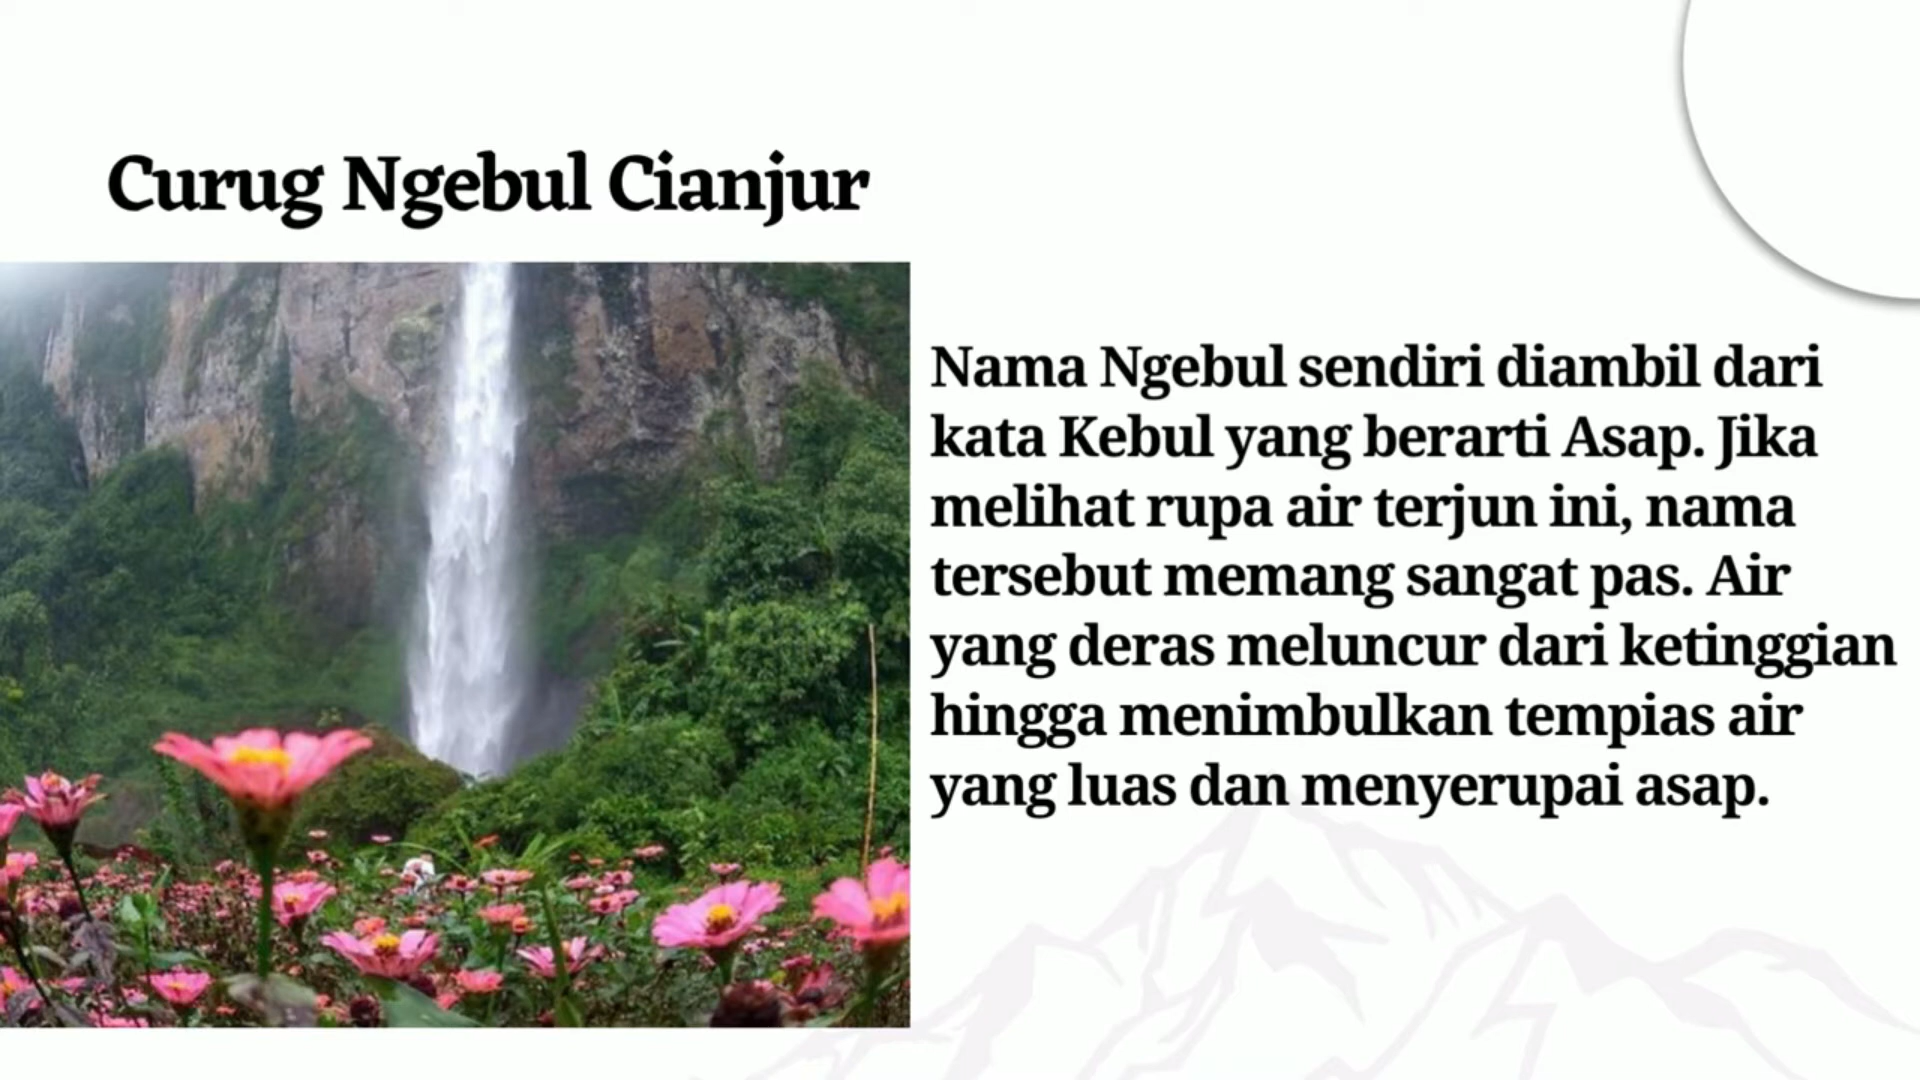 Curug Ngebul Cianjur
Nama Ngebul sendiri diambil dari
kata Kebul yang berarti Asap. Jika
melihat rupa air terjun ini, nama
tersebut memang sangat pas. Air
yang deras meluncur dari ketinggian
hingga menimbulkan tempias air
yang luas dan menyerupai asap.